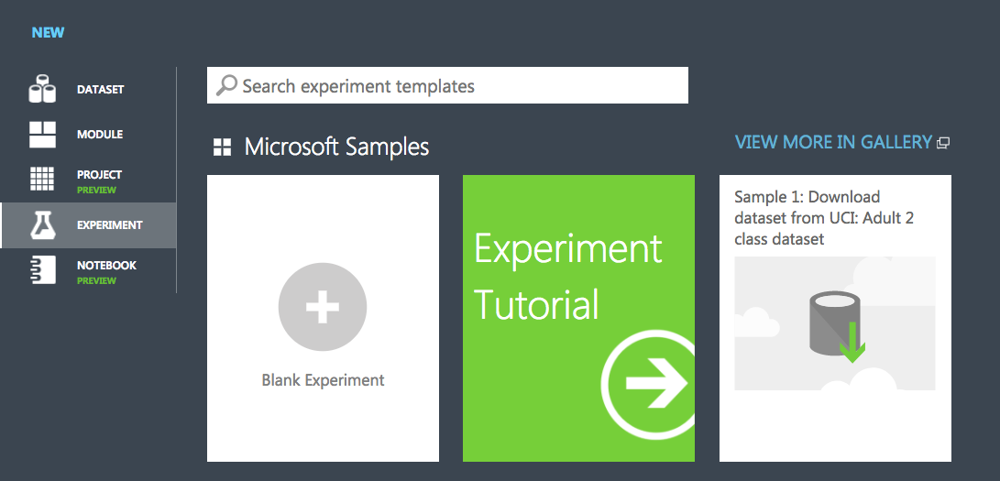 NEW
DATASET
MODULE
PROJECT
PREVIEW
EXPERIMENT
NOTEBOOK
PREVIEW
Search experiment templates
Microsoft Samples
VIEW MORE IN GALLERY
Blank Experiment
Experiment
Tutorial
Sample 1: Download
dataset from UCI: Adult 2
class dataset